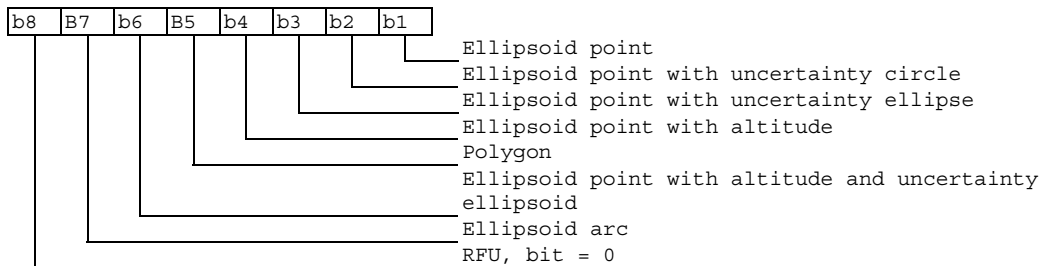 b8 B7 b6 B5 b4 b3 b2 b1
Ellipsoid point
Ellipsoid point with uncertainty circle
Ellipsoid point with uncertainty ellipse
Ellipsoid point with altitude
Polygon
Ellipsoid point with altitude and uncertainty
ellipsoid
Ellipsoid arc
RFU, bit = 0